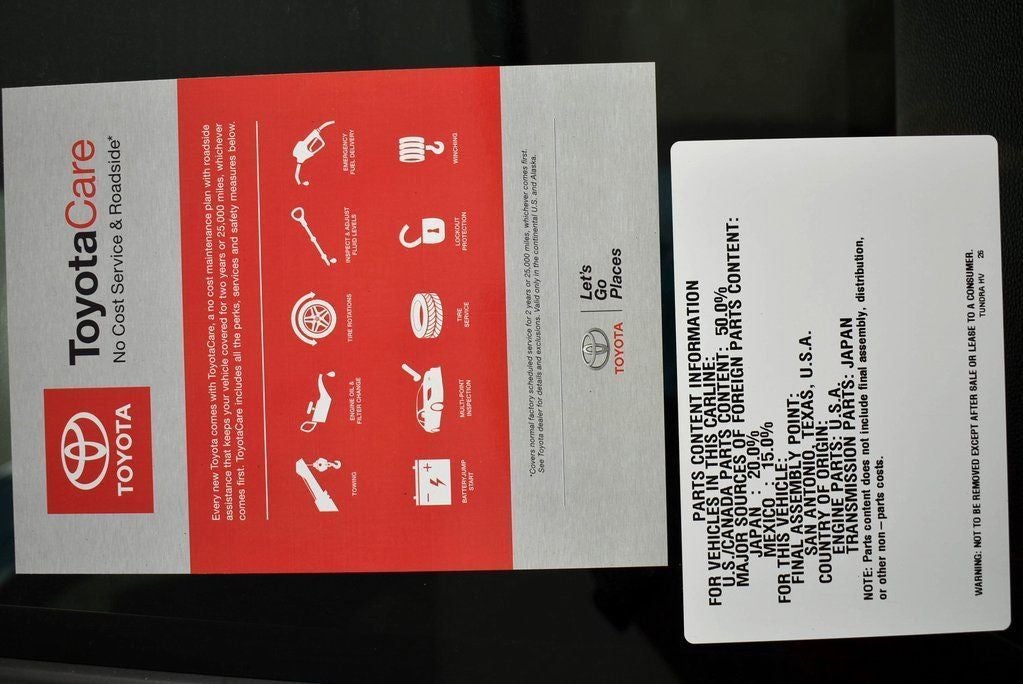 TOYOTA
ToyotaCare
No Cost Service & Roadside*
Every new Toyota comes with ToyotaCare, a no cost maintenance plan with roadside
assistance that keeps your vehicle covered for two years or 25,000 miles, whichever
comes first. ToyotaCare includes all the perks, services and safety measures below.
TOWING
ENGINE OIL &
FILTER CHANGE
TIRE ROTATIONS
INSPECT & ADJUST
FLUID LEVELS
EMERGENCY
FUEL DELIVERY
BATTERY/JUMP
START
MULTI-POINT
INSPECTION
TIRE
SERVICE
LOCKOUT
PROTECTION
WINCHING
*Covers normal factory scheduled service for 2 years or 25,000 miles, whichever comes first.
See Toyota dealer for details and exclusions. Valid only in the continental U.S. and Alaska.
TOYOTA
Let's
Go
Places
PARTS CONTENT INFORMATION
FOR VEHICLES IN THIS CARLINE:
U.S./CANADA PARTS CONTENT: 50.0%
MAJOR SOURCES OF FOREIGN PARTS CONTENT:
JAPAN : 20.0%
MEXICO : 15.0%
FOR THIS VEHICLE:
FINAL ASSEMBLY POINT:
SAN ANTONIO, TEXAS, U.S.A.
COUNTRY OF ORIGIN:
ENGINE PARTS: U.S.A.
TRANSMISSION PARTS: JAPAN
NOTE: Parts content does not include final assembly, distribution,
or other non-parts costs.
WARNING: NOT TO BE REMOVED EXCEPT AFTER SALE OR LEASE TO A CONSUMER.
TUNDRA HV 26